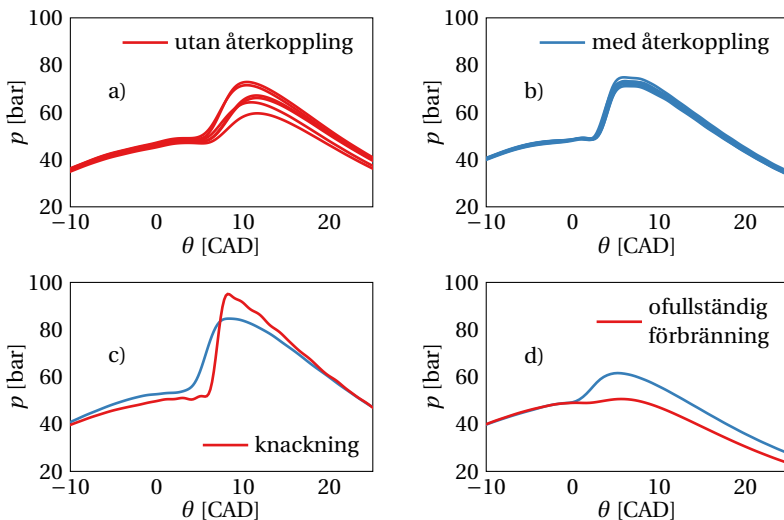 100
80
60
40
20
p [bar]
a)
utan återkoppling
−10 0 10 20
θ [CAD]
100
80
60
40
20
p [bar]
b)
med återkoppling
−10 0 10 20
θ [CAD]
100
80
60
40
20
p [bar]
c)
knackning
−10 0 10 20
θ [CAD]
100
80
60
40
20
p [bar]
ofullständig
förbränning
d)
−10 0 10 20
θ [CAD]